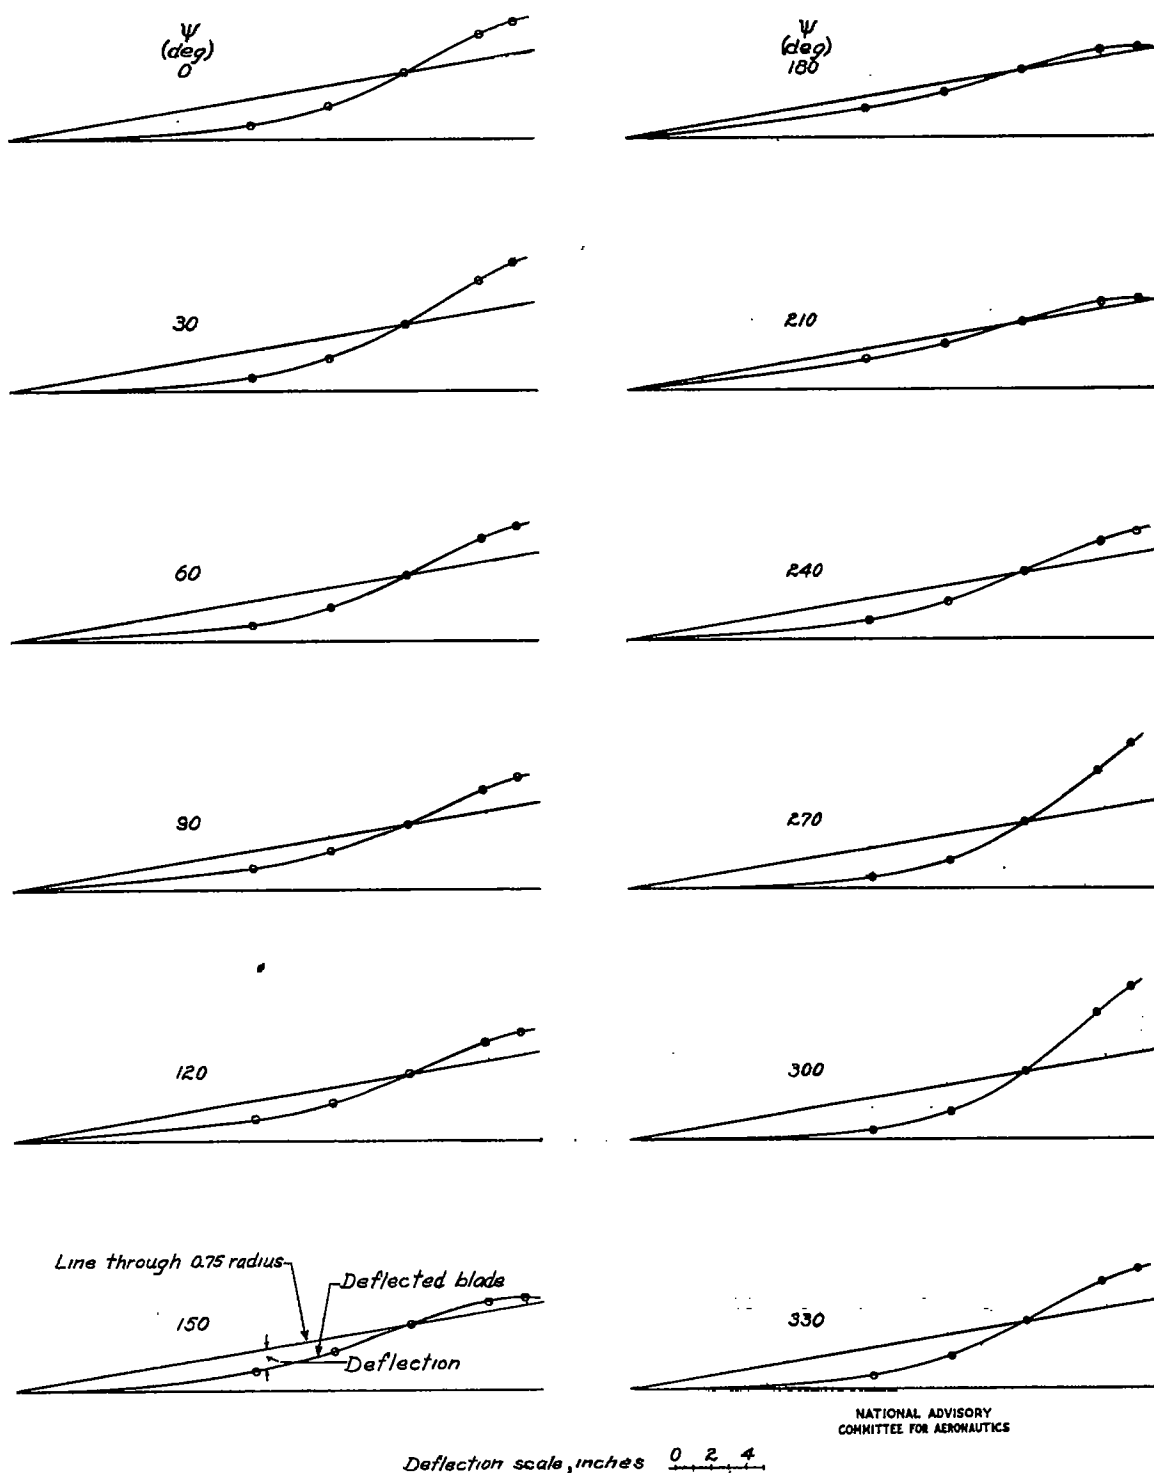 ψ
(deg)
0
30
60
90
120
Line through 0.75 radius
Deflected blade
150
Deflection
ψ
(deg)
180
210
240
270
300
330
NATIONAL ADVISORY
COMMITTEE FOR AERONAUTICS
Deflection scale, inches 0 2 4